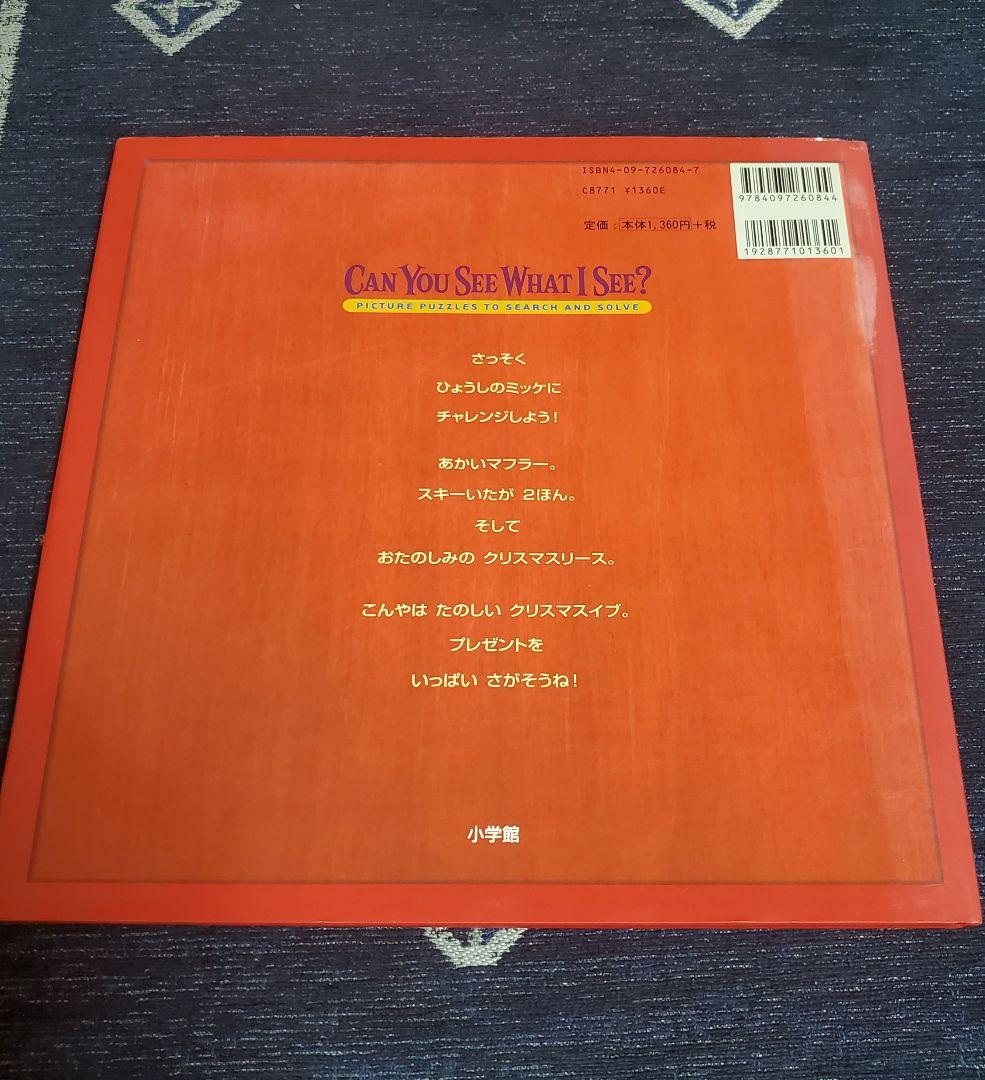 ISBN4-09-726084-7
C8771 ¥1360E
定価:本体1,360円+税
9784097260844
1928771013601
CAN YOU SEE WHAT I SEE?
PICTURE PUZZLES TO SEARCH AND SOLVE
さっそく
ひょうしのミッケに
チャレンジしよう!
あかいマフラー。
スキーいたが 2ほん。
そして
おたのしみの クリスマスリース。
こんやは たのしい クリスマスイブ。
プレゼントを
いっぱい さがそうね!
小学館